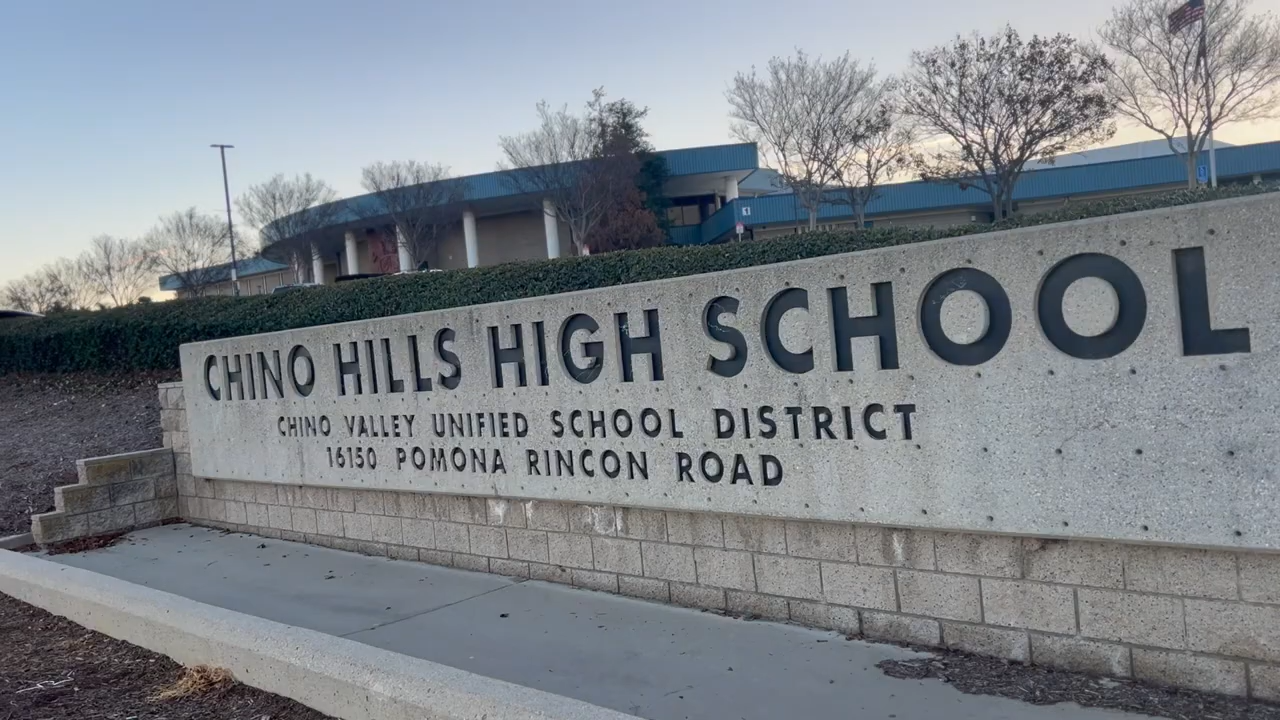 CHINO HILLS HIGH SCHOOL
CHINO VALLEY UNIFIED SCHOOL DISTRICT
16150 POMONA RINCON ROAD